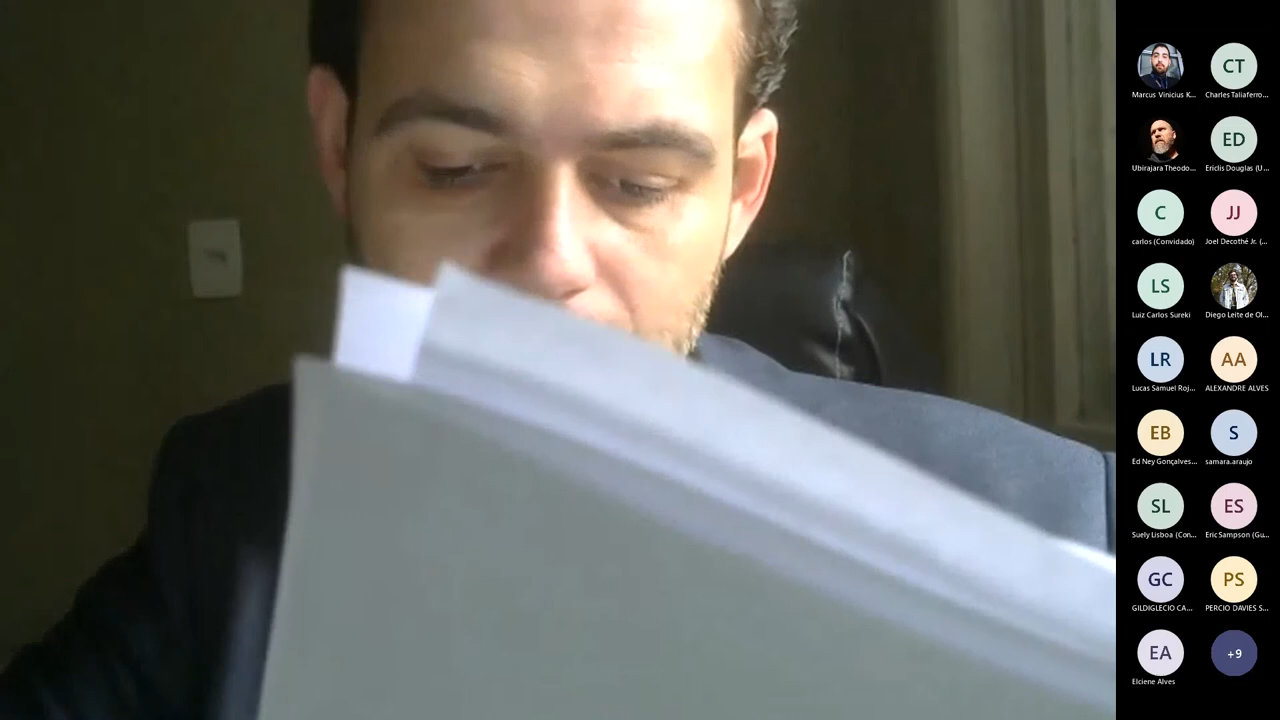 Marcus Vinicius K...
CT
Charles Taliaferro...
Ubirajara Theodo...
ED
Ericlis Douglas (U...
C
carlos (Convidado)
JJ
Joel Decothé Jr. (...
LS
Luiz Carlos Sureki
Diego Leite de Ol...
LR
Lucas Samuel Roj...
AA
ALEXANDRE ALVES
EB
Ed Ney Gonçalves...
S
samara.araujo
SL
Suely Lisboa (Con...
ES
Eric Sampson (Gu...
GC
GILDIGLECIO CA...
PS
PERCIO DAVIES S...
EA
Elciene Alves
+9